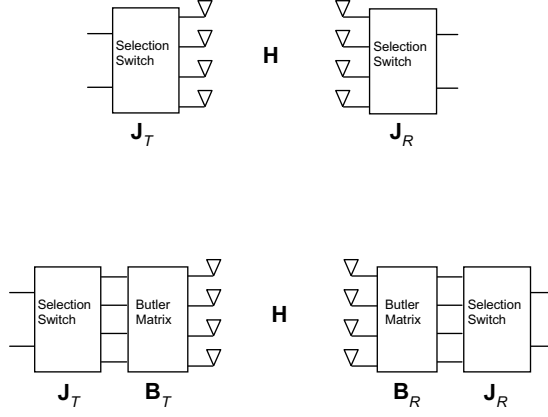 Selection
Switch
H
Selection
Switch
J_T
J_R
Selection
Switch
Butler
Matrix
H
Butler
Matrix
Selection
Switch
J_T
B_T
B_R
J_R